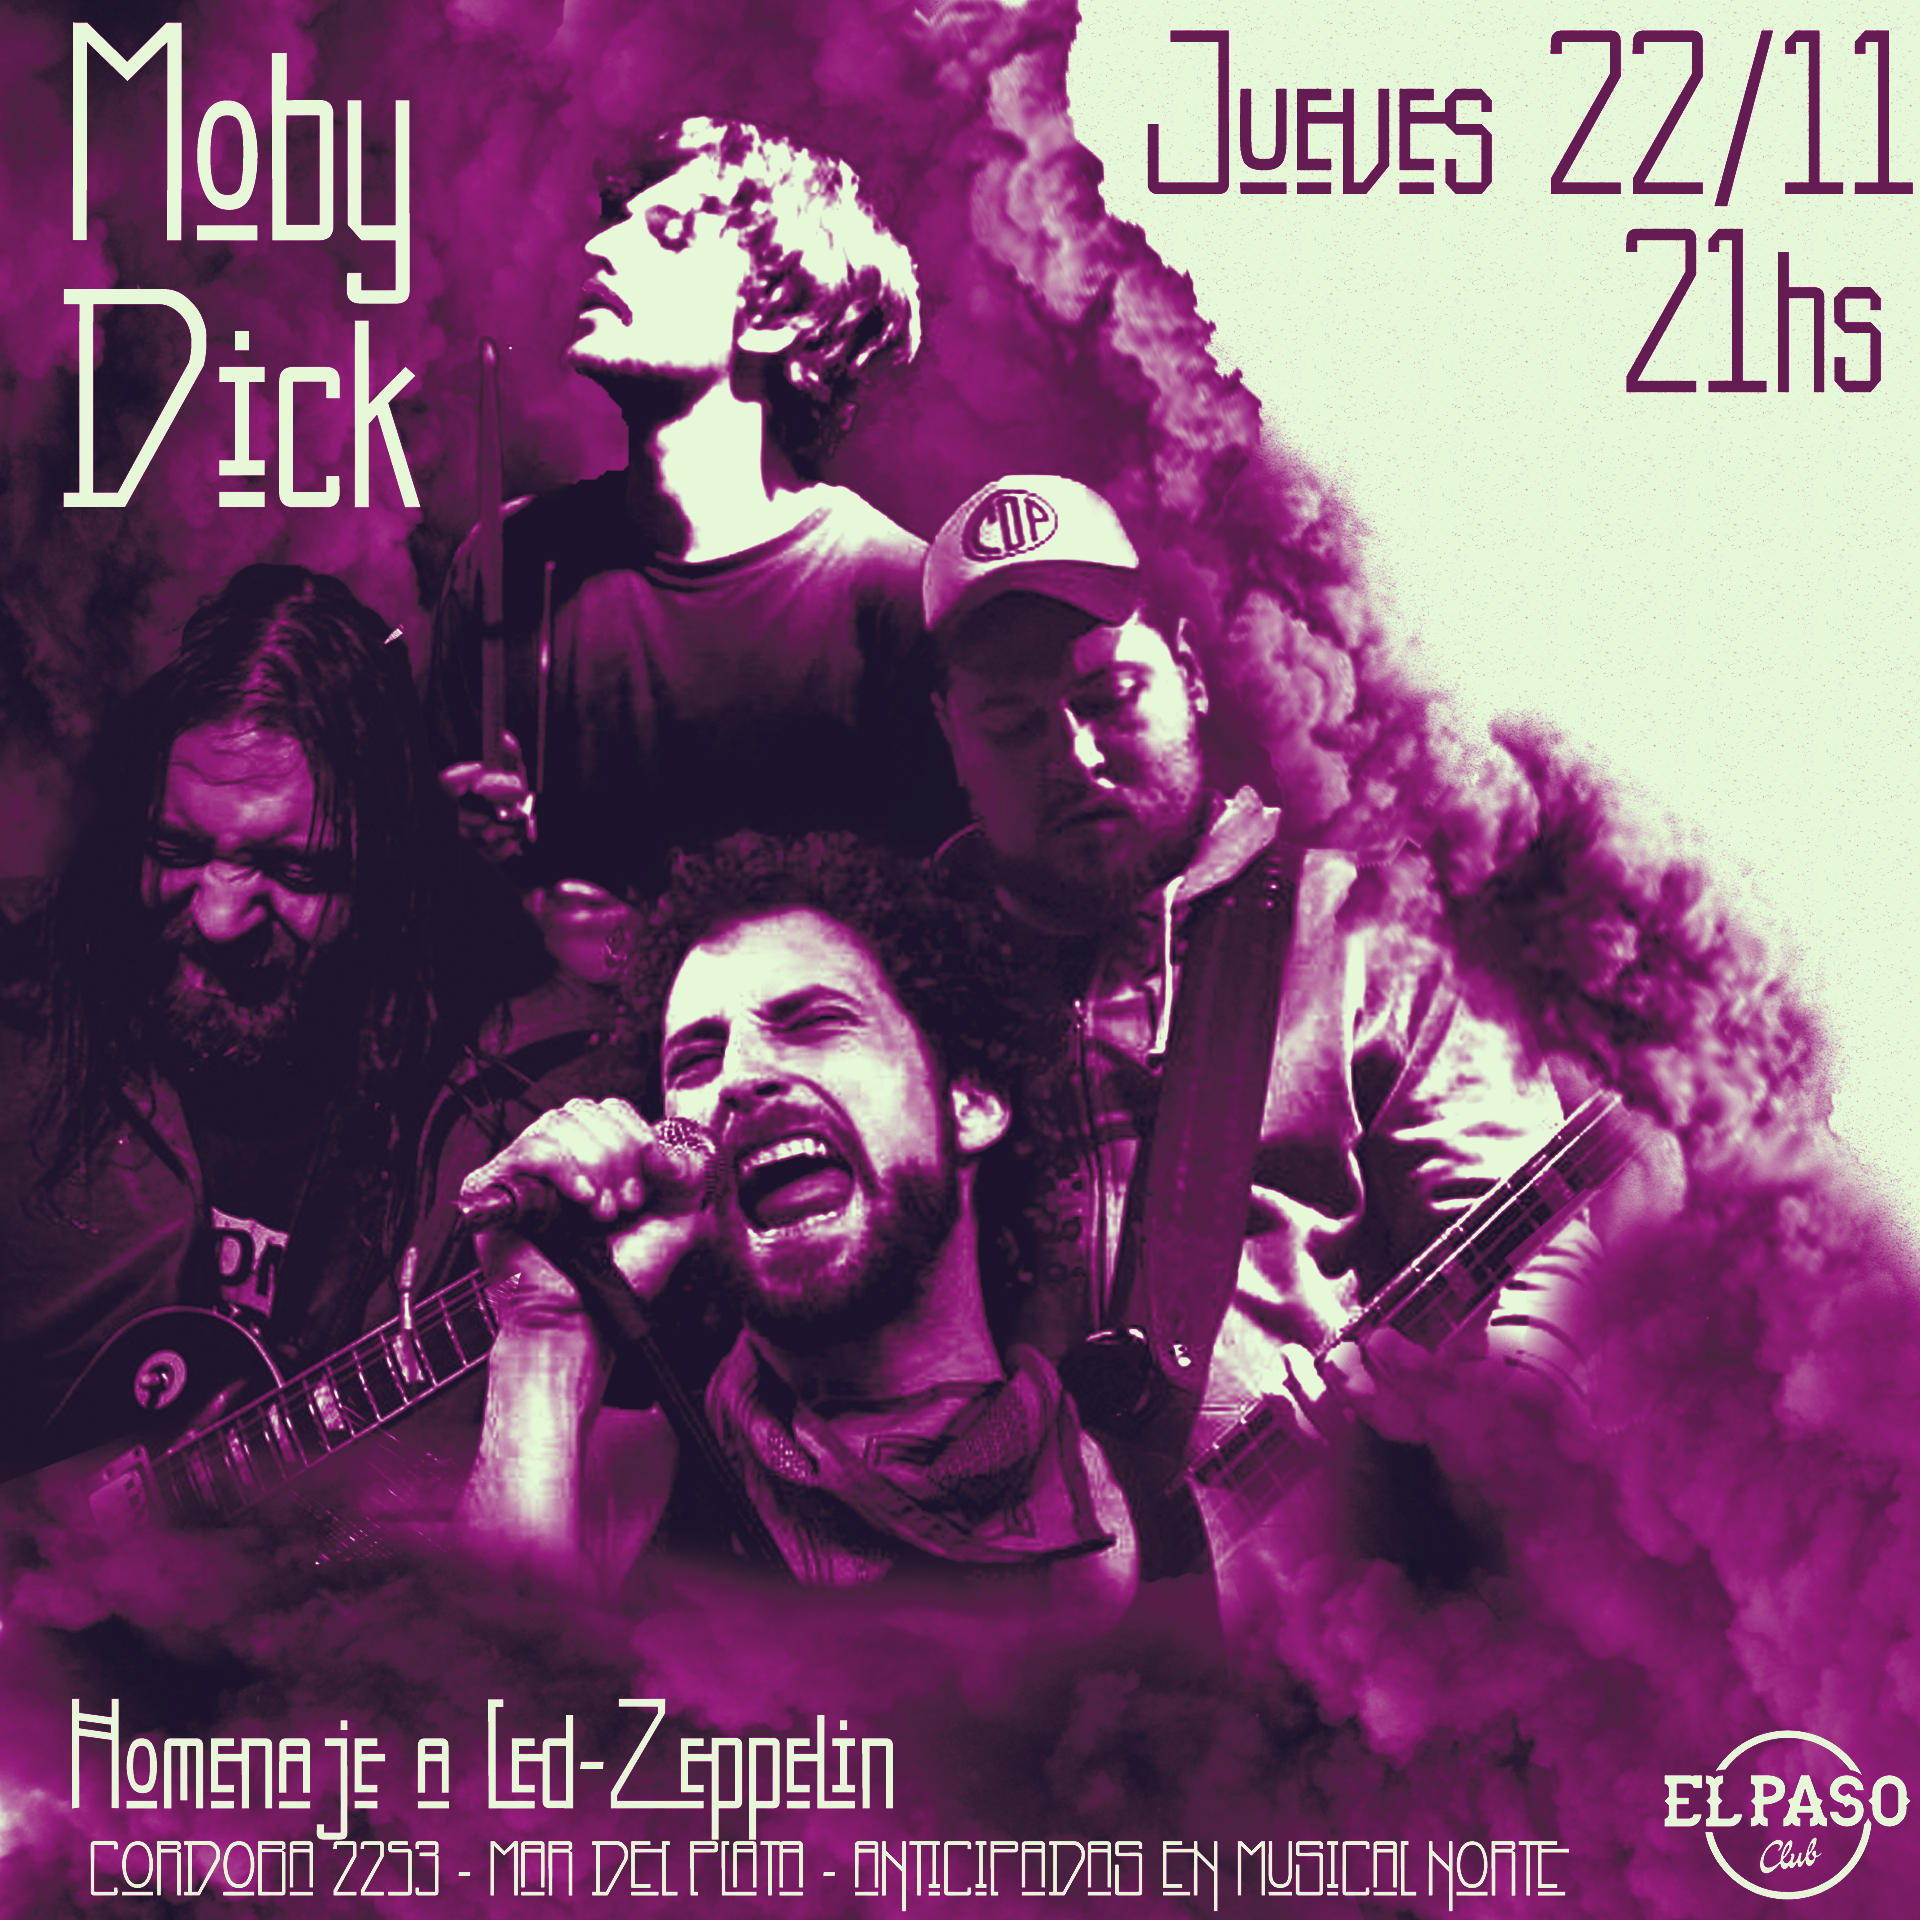 Moby
Dick
Jueves 22/11
21hs
CDP
Homenaje a Led-Zeppelin
CORDOBA 2253 - MAR DEL PLATA - ANTICIPADAS EN MUSICAL NORTE
EL PASO
Club